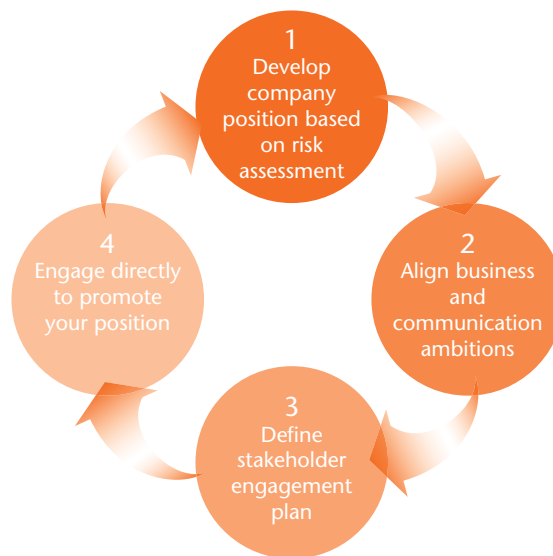 1
Develop
company
position based
on risk
assessment
2
Align business
and
communication
ambitions
3
Define
stakeholder
engagement
plan
4
Engage directly
to promote
your position